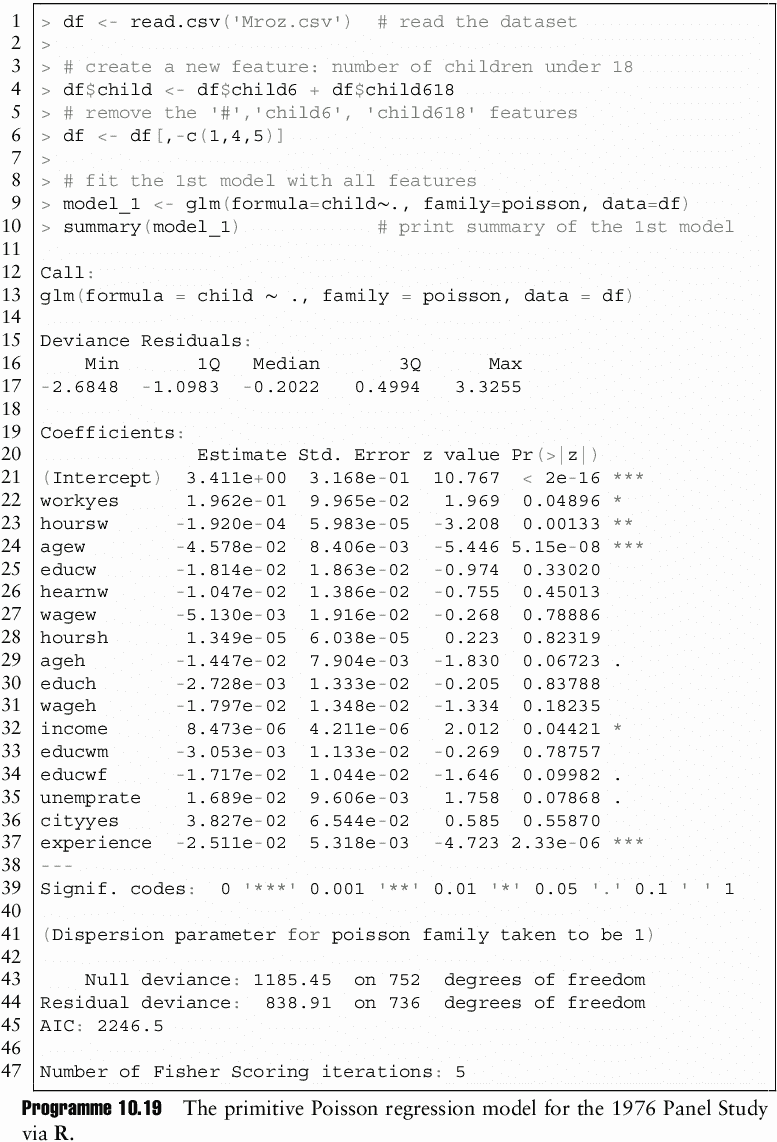 1 > df <- read.csv('Mroz.csv')  # read the dataset
2 >
3 > # create a new feature: number of children under 18
4 > df$child <- df$child6 + df$child618
5 > # remove the '#','child6', 'child618' features
6 > df <- df[,-c(1,4,5)]
7 >
8 > # fit the 1st model with all features
9 > model_1 <- glm(formula=child~., family=poisson, data=df)
10 > summary(model_1)            # print summary of the 1st model
11
12 Call:
13 glm(formula = child ~ ., family = poisson, data = df)
14
15 Deviance Residuals:
16     Min       1Q   Median       3Q      Max
17 -2.6848  -1.0983  -0.2022   0.4994   3.3255
18
19 Coefficients:
20              Estimate Std. Error z value Pr(>|z|)
21 (Intercept)  3.411e+00  3.168e-01  10.767  < 2e-16 ***
22 workyes      1.962e-01  9.965e-02   1.969  0.04896 *
23 hoursw      -1.920e-04  5.983e-05  -3.208  0.00133 **
24 agew        -4.578e-02  8.406e-03  -5.446 5.15e-08 ***
25 educw       -1.814e-02  1.863e-02  -0.974  0.33020
26 hearnw      -1.047e-02  1.386e-02  -0.755  0.45013
27 wagew       -5.130e-03  1.916e-02  -0.268  0.78886
28 hoursh       1.349e-05  6.038e-05   0.223  0.82319
29 ageh        -1.447e-02  7.904e-03  -1.830  0.06723 .
30 educh       -2.728e-03  1.333e-02  -0.205  0.83788
31 wageh       -1.797e-02  1.348e-02  -1.334  0.18235
32 income       8.473e-06  4.211e-06   2.012  0.04421 *
33 educwm      -3.053e-03  1.133e-02  -0.269  0.78757
34 educwf      -1.717e-02  1.044e-02  -1.646  0.09982 .
35 unemprate    1.689e-02  9.606e-03   1.758  0.07868 .
36 cityyes      3.827e-02  6.544e-02   0.585  0.55870
37 experience  -2.511e-02  5.318e-03  -4.723 2.33e-06 ***
38 ---
39 Signif. codes:  0 '***' 0.001 '**' 0.01 '*' 0.05 '.' 0.1 ' ' 1
40
41 (Dispersion parameter for poisson family taken to be 1)
42
43     Null deviance: 1185.45  on 752  degrees of freedom
44 Residual deviance:  838.91  on 736  degrees of freedom
45 AIC: 2246.5
46
47 Number of Fisher Scoring iterations: 5
Programme 10.19 The primitive Poisson regression model for the 1976 Panel Study
via R.